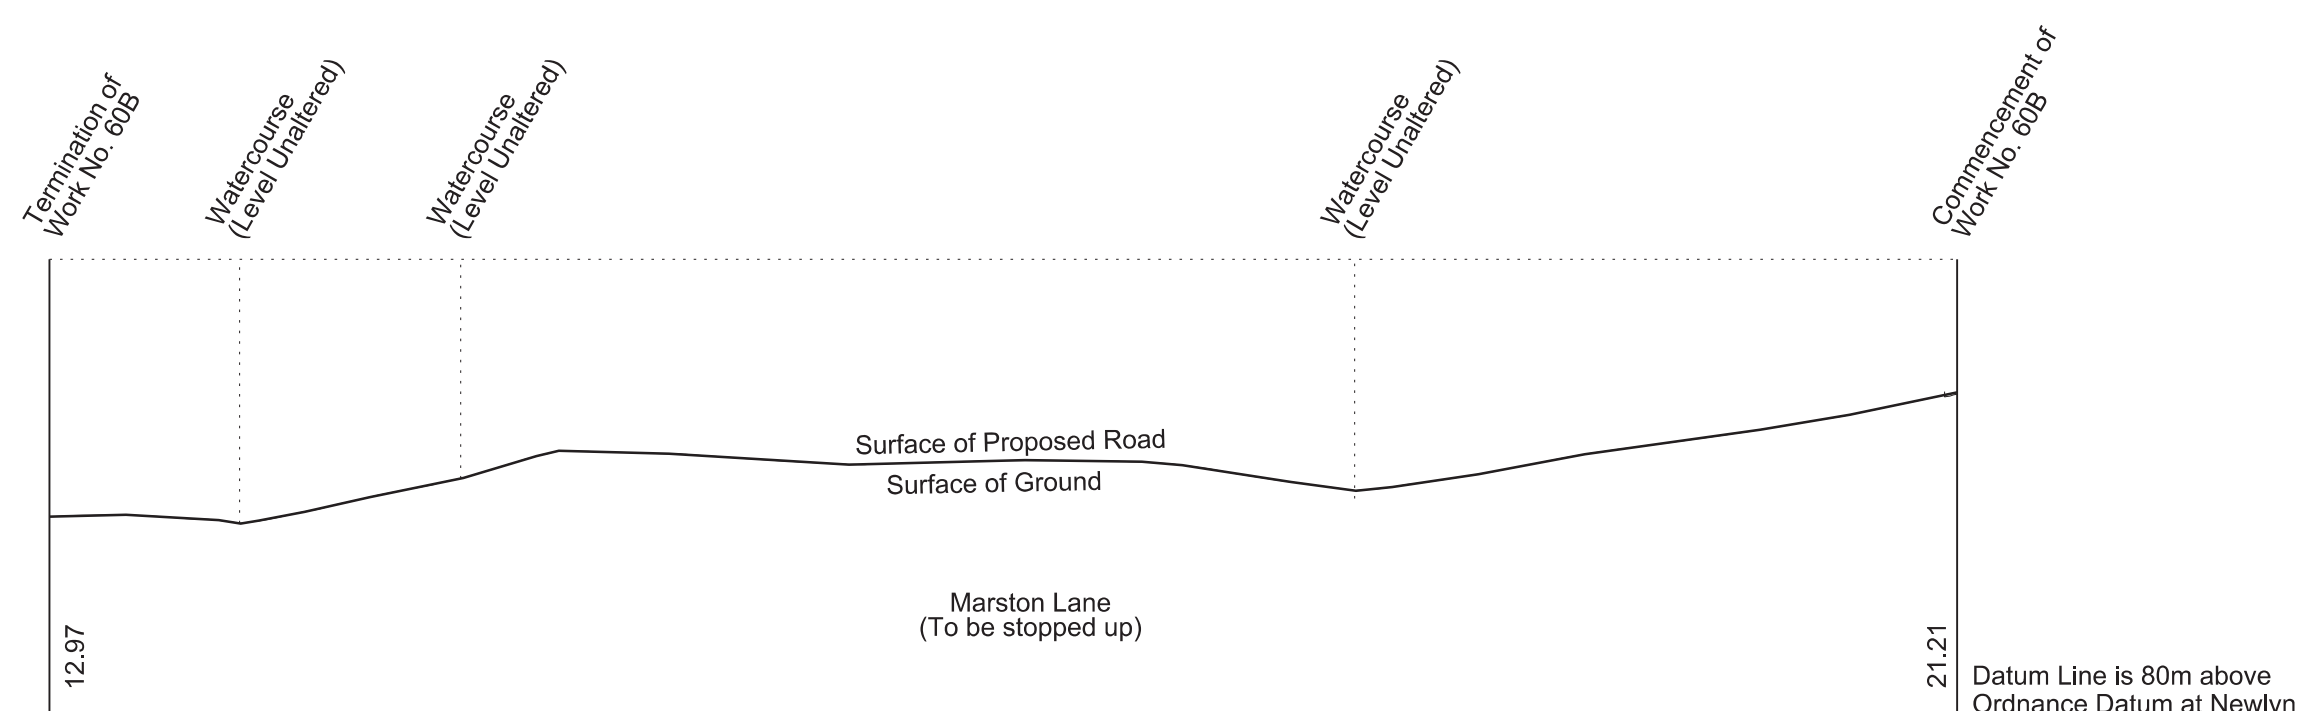 Termination of
Work No. 60B
Watercourse
(Level Unaltered)
Watercourse
(Level Unaltered)
Watercourse
(Level Unaltered)
Commencement of
Work No. 60B
Surface of Proposed Road
Surface of Ground
Marston Lane
(To be stopped up)
12.97
21.21
Datum Line is 80m above
Ordnance Datum at Newlyn